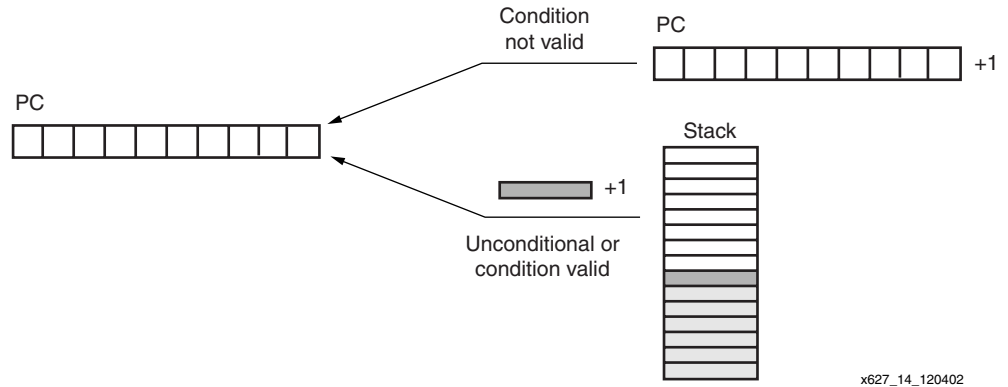 Condition
not valid
PC
+1
PC
Stack
+1
Unconditional or
condition valid
x627_14_120402